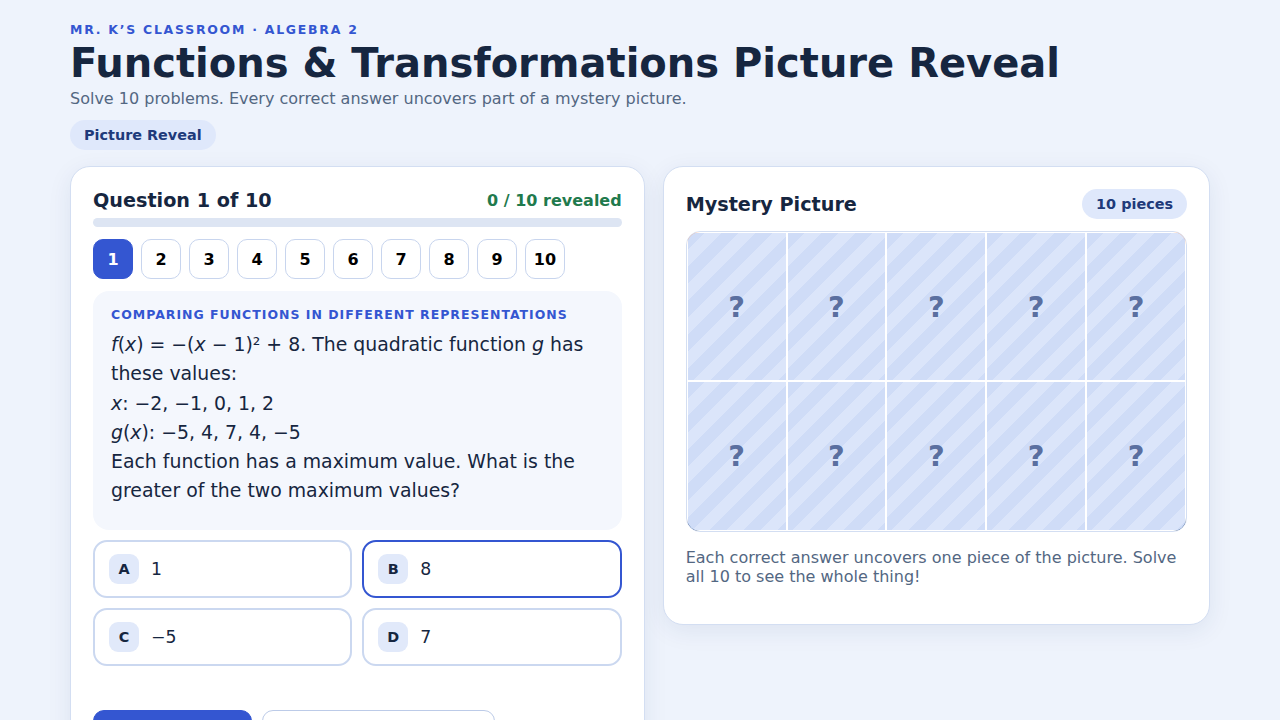 MR. K’S CLASSROOM · ALGEBRA 2
Functions & Transformations Picture Reveal
Solve 10 problems. Every correct answer uncovers part of a mystery picture.
Picture Reveal
Question 1 of 10
0 / 10 revealed
1 2 3 4 5 6 7 8 9 10
COMPARING FUNCTIONS IN DIFFERENT REPRESENTATIONS
f(x) = −(x − 1)² + 8. The quadratic function g has
these values:
x: −2, −1, 0, 1, 2
g(x): −5, 4, 7, 4, −5
Each function has a maximum value. What is the
greater of the two maximum values?
A 1
B 8
C −5
D 7
Mystery Picture
10 pieces
? ? ? ? ?
? ? ? ? ?
Each correct answer uncovers one piece of the picture. Solve
all 10 to see the whole thing!